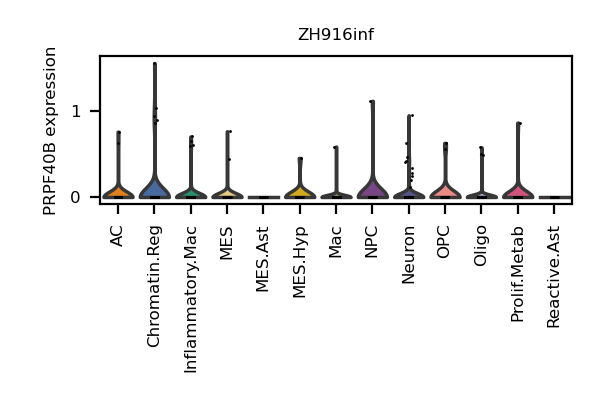 ZH916inf
PRPF40B expression
1
0
AC
Chromatin.Reg
Inflammatory.Mac
MES
MES.Ast
MES.Hyp
Mac
NPC
Neuron
OPC
Oligo
Prolif.Metab
Reactive.Ast